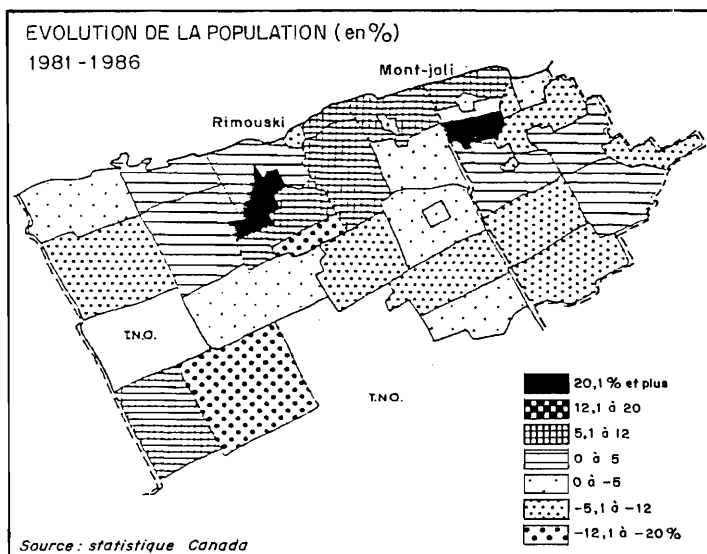 EVOLUTION DE LA POPULATION (en %)
1981-1986
Mont-joli
Rimouski
T.N.O.
T.N.O.
20,1 % et plus
12,1 à 20
5,1 à 12
0 à 5
0 à -5
-5,1 à -12
-12,1 à -20%
Source: statistique Canada